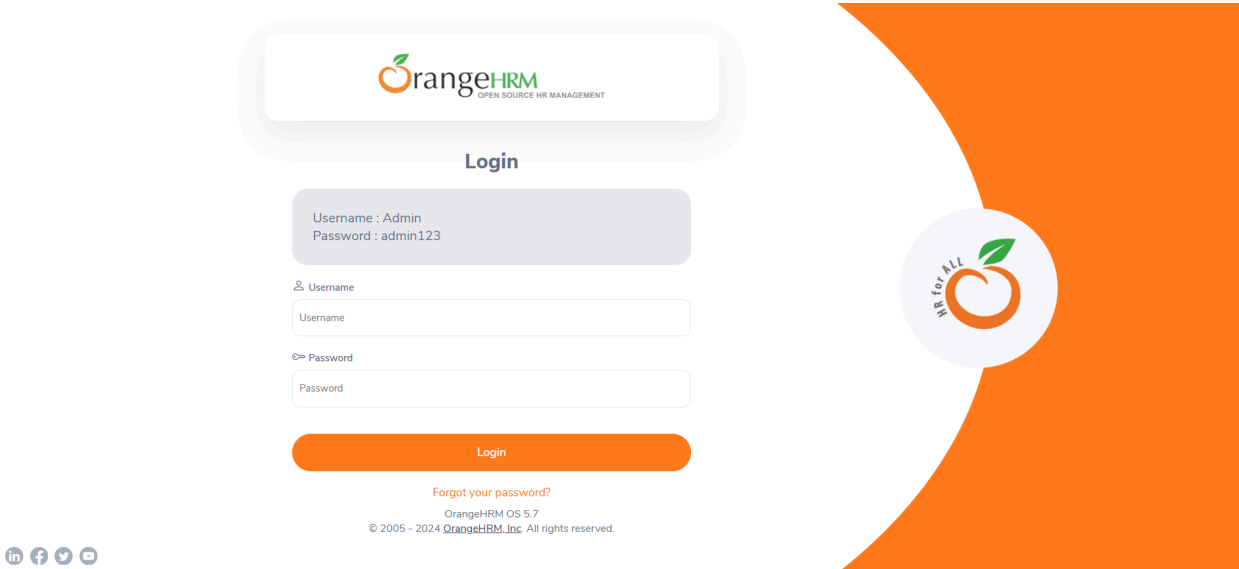 OrangeHRM
OPEN SOURCE HR MANAGEMENT
Login
Username : Admin
Password : admin123
Username
Username
Password
Password
Login
Forgot your password?
OrangeHRM OS 5.7
© 2005 - 2024 OrangeHRM, Inc. All rights reserved.
HR for ALL
in